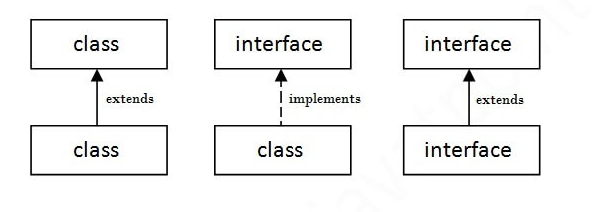 class interface interface
extends implements extends
class class interface